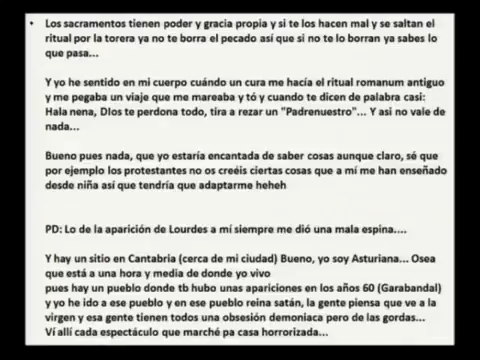 Los sacramentos tienen poder y gracia propia y si te los hacen mal y se saltan el
ritual por la torera ya no te borra el pecado así que si no te lo borran ya sabes lo
que pasa...
Y yo he sentido en mi cuerpo cuándo un cura me hacía el ritual romanum antiguo
y me pegaba un viaje que me mareaba y tó y cuando te dicen de palabra casi:
Hala nena, DIos te perdona todo, tira a rezar un "Padrenuestro"... Y asi no vale de
nada...
Bueno pues nada, que yo estaría encantada de saber cosas aunque claro, sé que
por ejemplo los protestantes no os creéis ciertas cosas que a mí me han enseñado
desde niña así que tendría que adaptarme heheh
PD: Lo de la aparición de Lourdes a mí siempre me dió una mala espina....
Y hay un sitio en Cantabria (cerca de mi ciudad) Bueno, yo soy Asturiana... Osea
que está a una hora y media de donde yo vivo
pues hay un pueblo donde tb hubo unas apariciones en los años 60 (Garabandal)
y yo he ido a ese pueblo y en ese pueblo reina satán, la gente piensa que ve a la
virgen y esa gente tienen todos una obsesión demoniaca pero de las gordas...
Ví allí cada espectáculo que marché pa casa horrorizada...